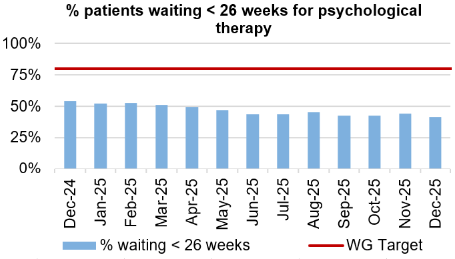 % patients waiting < 26 weeks for psychological
therapy
100%
75%
50%
25%
0%
Dec-24
Jan-25
Feb-25
Mar-25
Apr-25
May-25
Jun-25
Jul-25
Aug-25
Sep-25
Oct-25
Nov-25
Dec-25
% waiting < 26 weeks
WG Target